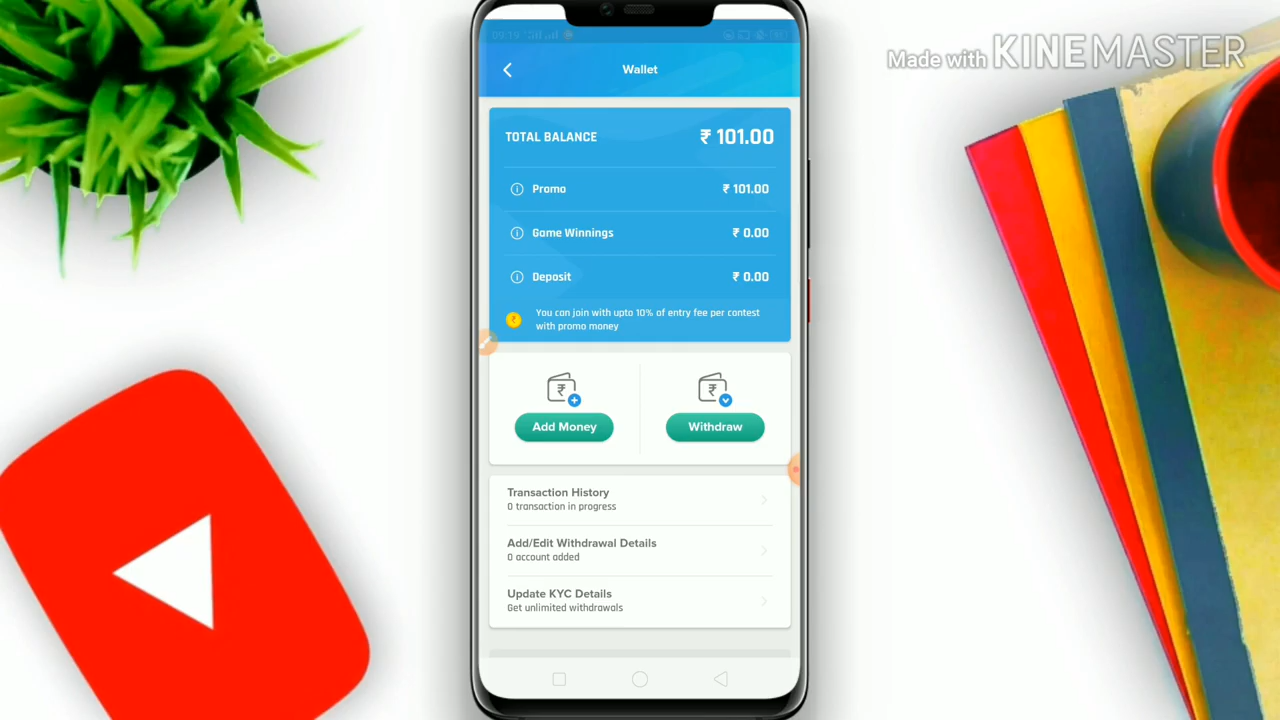 Made with KINEMASTER
09:19
Wallet
TOTAL BALANCE ₹ 101.00
Promo ₹ 101.00
Game Winnings ₹ 0.00
Deposit ₹ 0.00
You can join with upto 10% of entry fee per contest
with promo money
Add Money Withdraw
Transaction History
0 transaction in progress
Add/Edit Withdrawal Details
0 account added
Update KYC Details
Get unlimited withdrawals